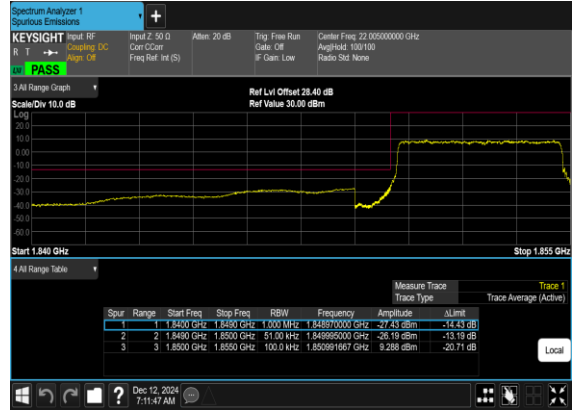 Spectrum Analyzer 1
Spurious Emissions
KEYSIGHT Input: RF Input Z: 50 Ω Atten: 20 dB Trig: Free Run Center Freq: 22.005000000 GHz
R T Coupling: DC Corr CCorr Gate: Off Avg|Hold: 100/100
Align: Off Freq Ref: Int (S) IF Gain: Low Radio Std: None
PASS
3 All Range Graph
Ref Lvl Offset 28.40 dB
Scale/Div 10.0 dB Ref Value 30.00 dBm
Log
20.0
10.0
0.00
-10.0
-20.0
-30.0
-40.0
-50.0
-60.0
Start 1.840 GHz Stop 1.855 GHz
4 All Range Table
Measure Trace Trace 1
Trace Type Trace Average (Active)
Spur Range Start Freq Stop Freq RBW Frequency Amplitude ΔLimit
1 1 1.8400 GHz 1.8490 GHz 1.000 MHz 1.848970000 GHz -27.43 dBm -14.43 dB
2 2 1.8490 GHz 1.8500 GHz 51.00 kHz 1.849995000 GHz -26.19 dBm -13.19 dB
3 3 1.8500 GHz 1.8550 GHz 100.0 kHz 1.850991667 GHz 9.288 dBm -20.71 dB
Local
?
Dec 12, 2024
7:11:47 AM